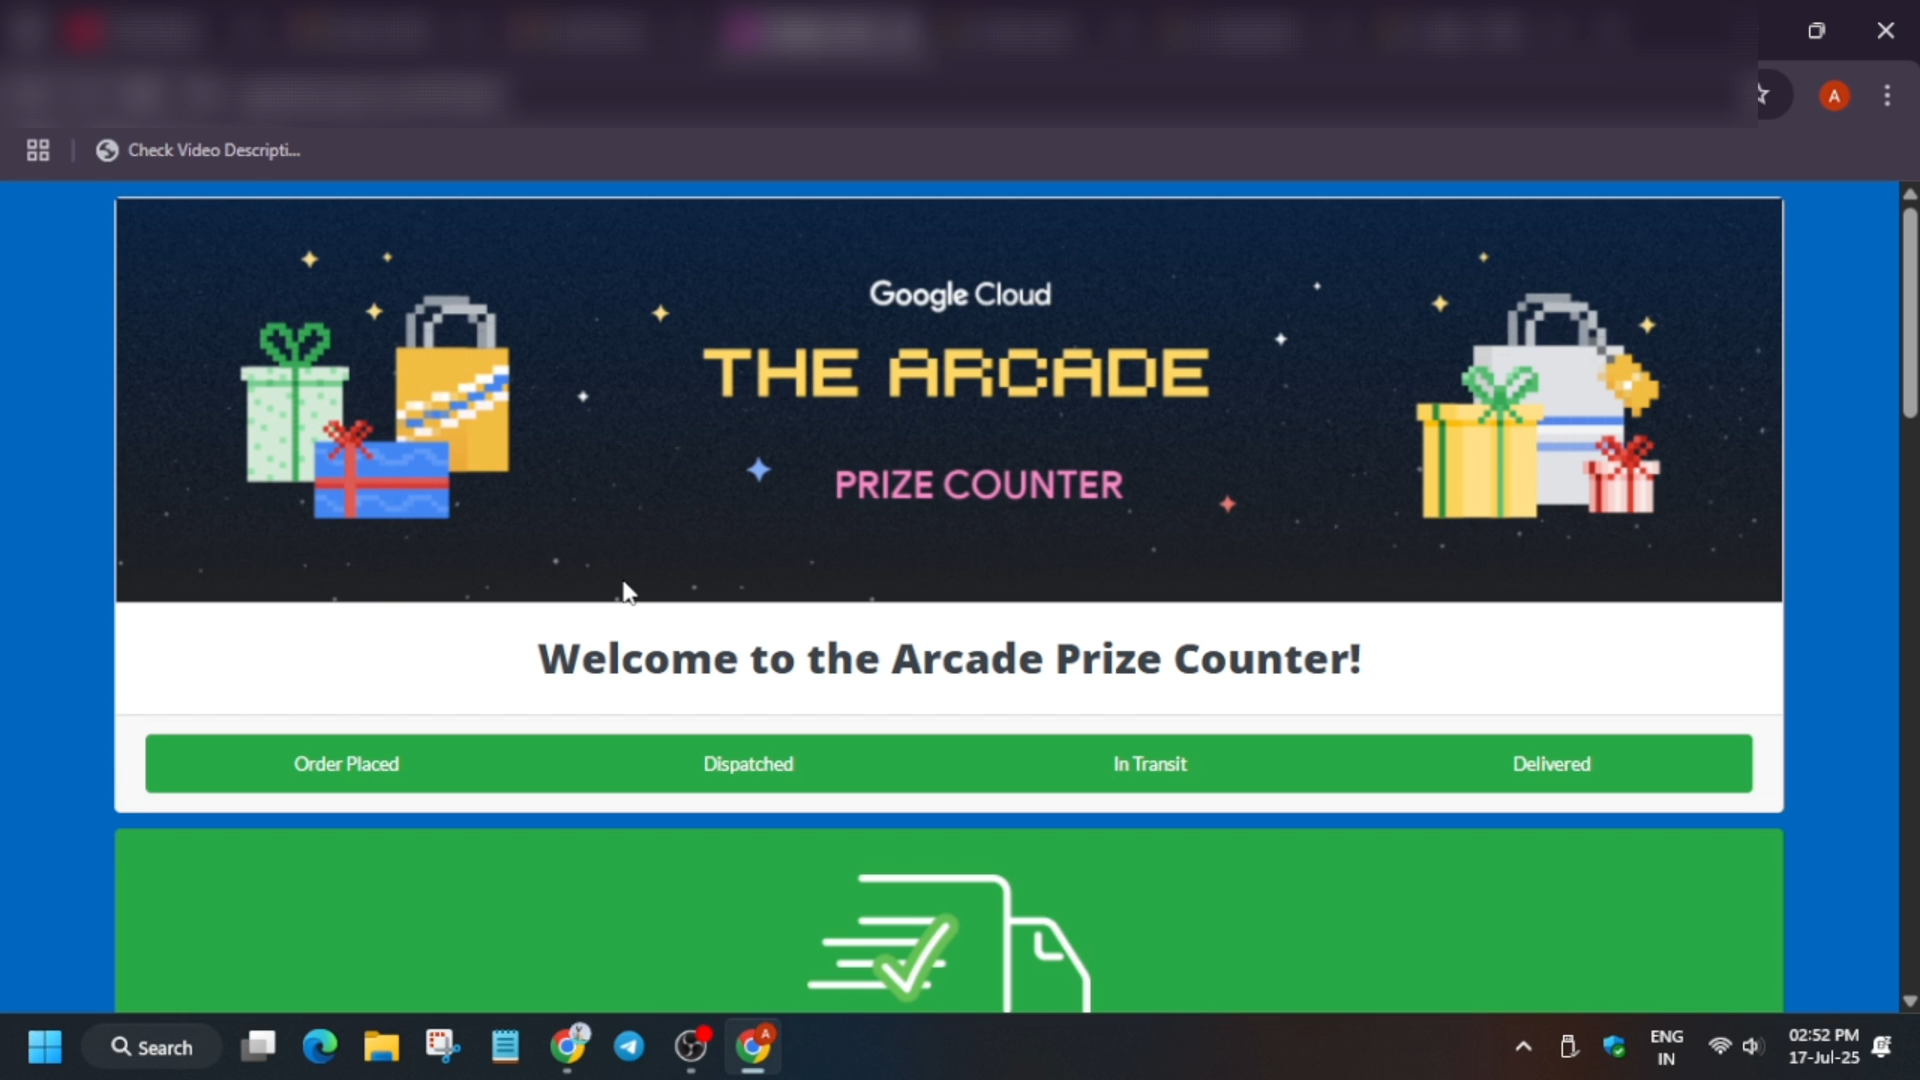 A
Check Video Descripti...
Google Cloud
THE ARCADE
PRIZE COUNTER
Welcome to the Arcade Prize Counter!
Order Placed
Dispatched
In Transit
Delivered
Search
A
ENG
IN
02:52 PM
17-Jul-25